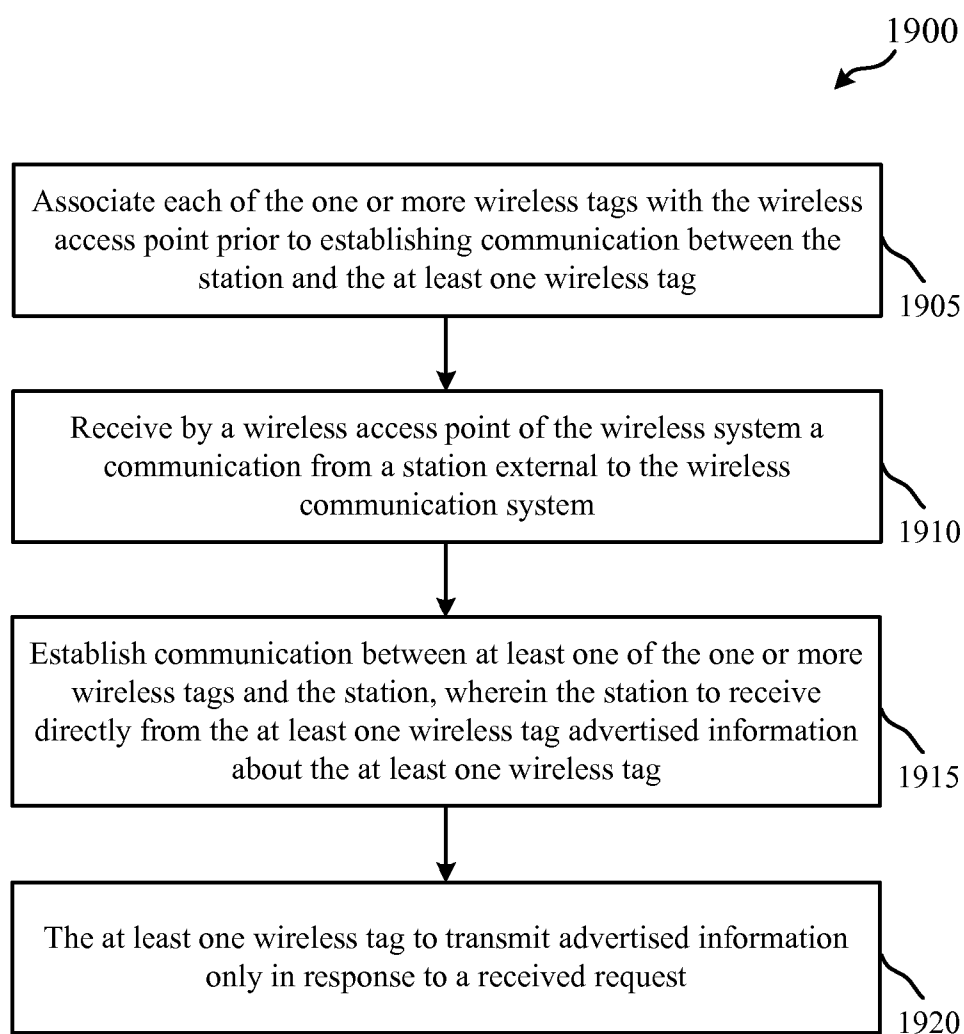 1900
Associate each of the one or more wireless tags with the wireless
access point prior to establishing communication between the
station and the at least one wireless tag
1905
Receive by a wireless access point of the wireless system a
communication from a station external to the wireless
communication system
1910
Establish communication between at least one of the one or more
wireless tags and the station, wherein the station to receive
directly from the at least one wireless tag advertised information
about the at least one wireless tag
1915
The at least one wireless tag to transmit advertised information
only in response to a received request
1920